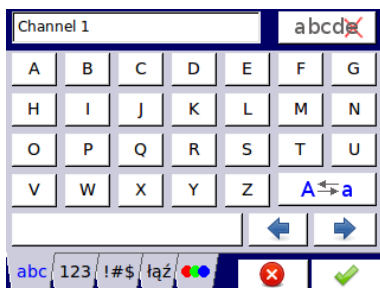 Channel 1 abcde
A B C D E F G
H I J K L M N
O P Q R S T U
V W X Y Z A a
abc 123 !#$ łąź